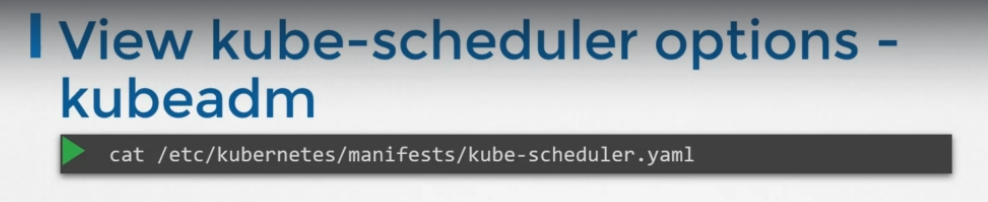 View kube-scheduler options -
kubeadm
cat /etc/kubernetes/manifests/kube-scheduler.yaml